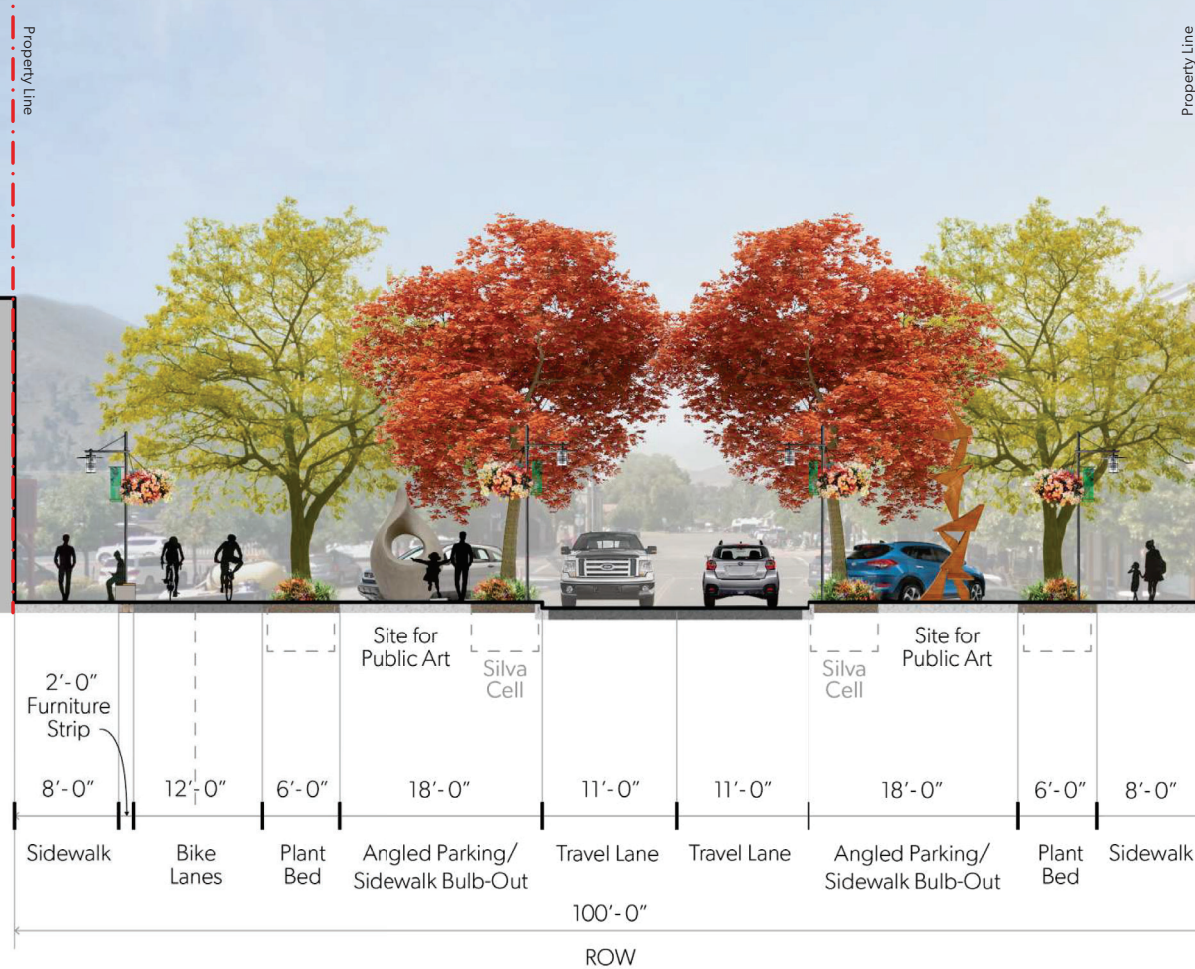 Property Line
Property Line
Site for
Public Art
Silva
Cell
Silva
Cell
Site for
Public Art
2'-0"
Furniture
Strip
8'-0"
12'-0"
6'-0"
18'-0"
11'-0"
11'-0"
18'-0"
6'-0"
8'-0"
Sidewalk
Bike
Lanes
Plant
Bed
Angled Parking/
Sidewalk Bulb-Out
Travel Lane
Travel Lane
Angled Parking/
Sidewalk Bulb-Out
Plant
Bed
Sidewalk
100'-0"
ROW